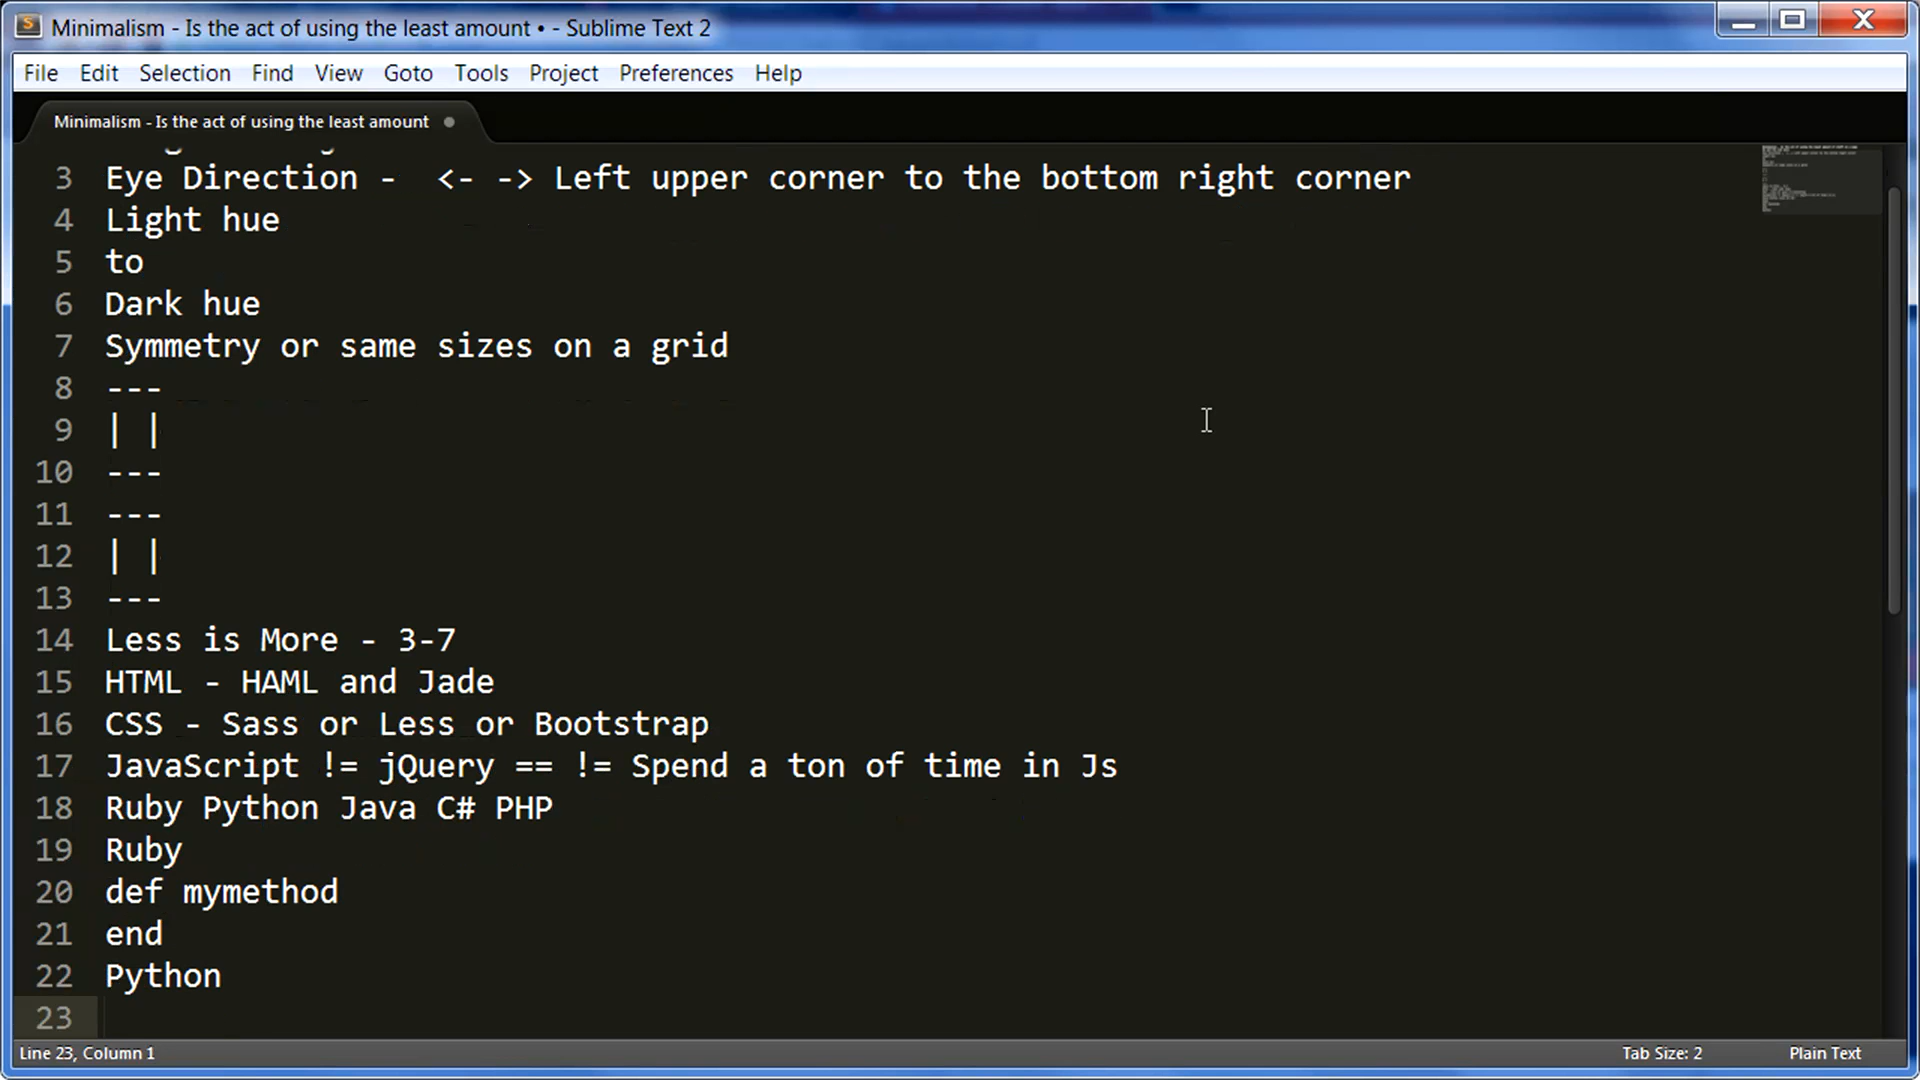 Minimalism - Is the act of using the least amount • - Sublime Text 2
File Edit Selection Find View Goto Tools Project Preferences Help
Minimalism - Is the act of using the least amount
3 Eye Direction -  <- -> Left upper corner to the bottom right corner
4 Light hue
5 to
6 Dark hue
7 Symmetry or same sizes on a grid
8 ---
9 | |
10 ---
11 ---
12 | |
13 ---
14 Less is More - 3-7
15 HTML - HAML and Jade
16 CSS - Sass or Less or Bootstrap
17 JavaScript != jQuery == != Spend a ton of time in Js
18 Ruby Python Java C# PHP
19 Ruby
20 def mymethod
21 end
22 Python
23
Line 23, Column 1 Tab Size: 2 Plain Text